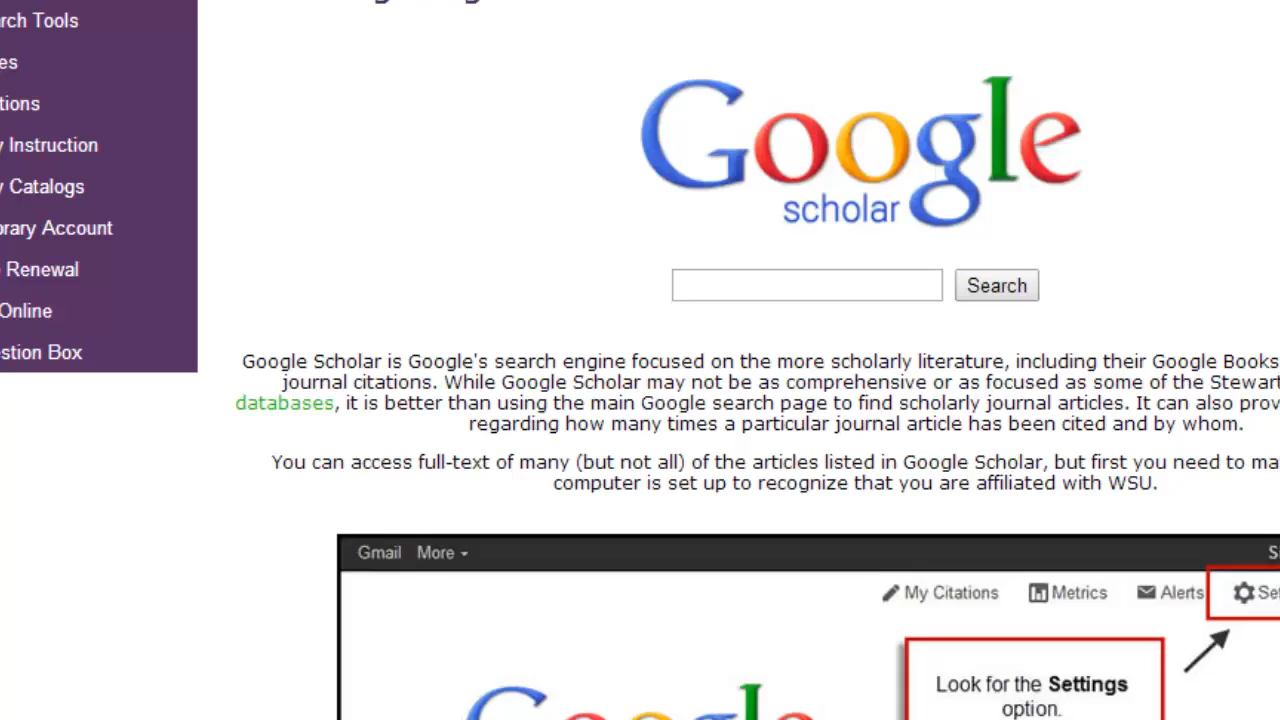 rch Tools
es
tions
y Instruction
y Catalogs
brary Account
Renewal
Online
stion Box
Google
scholar
Search
Google Scholar is Google's search engine focused on the more scholarly literature, including their Google Books
journal citations. While Google Scholar may not be as comprehensive or as focused as some of the Stewart
databases, it is better than using the main Google search page to find scholarly journal articles. It can also prov
regarding how many times a particular journal article has been cited and by whom.
You can access full-text of many (but not all) of the articles listed in Google Scholar, but first you need to ma
computer is set up to recognize that you are affiliated with WSU.
Gmail More
My Citations Metrics Alerts Set
Look for the Settings
option.